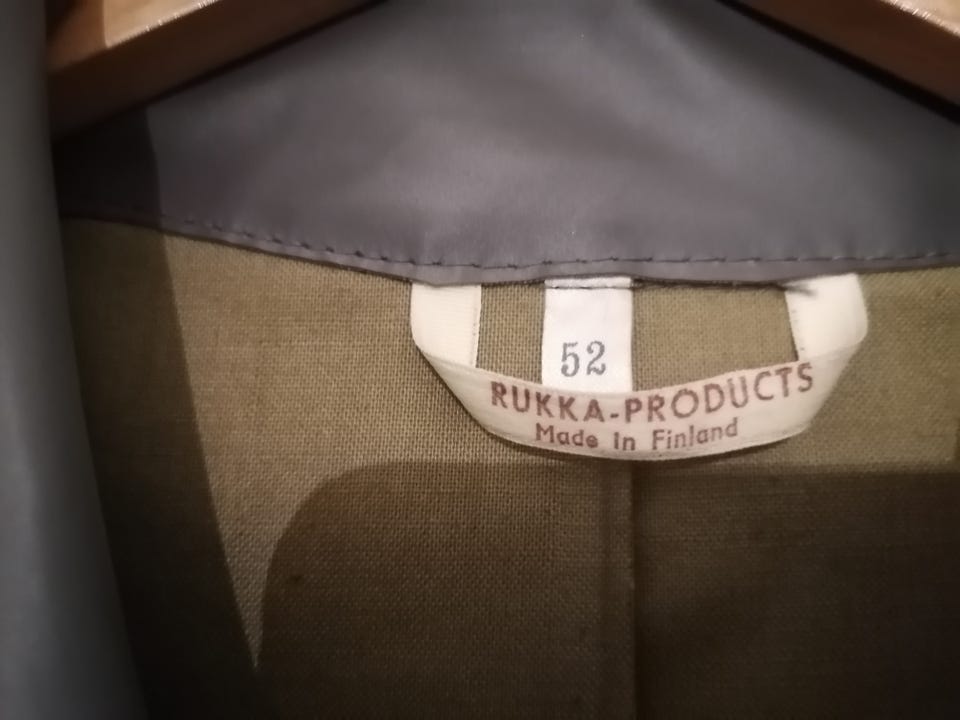 52
RUKKA-PRODUCTS
Made in Finland